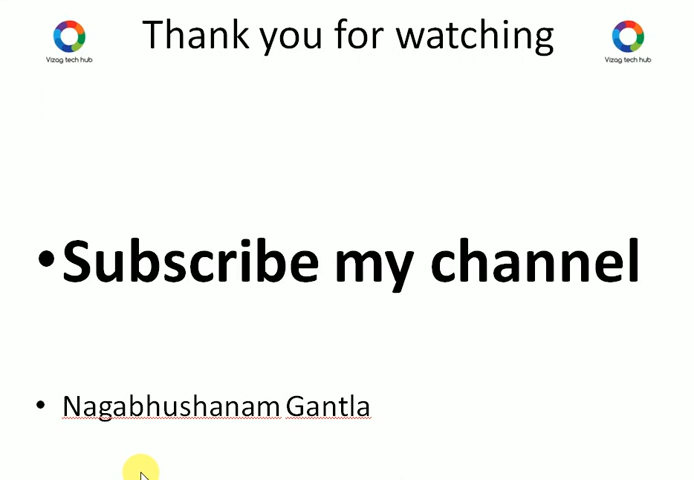 Thank you for watching
Vizag tech hub
Vizag tech hub
•Subscribe my channel
• Nagabhushanam Gantla